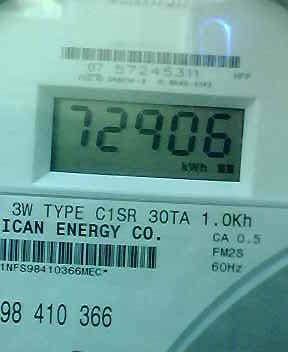 07 57245311 HFP
72906
kWh
3W TYPE C1SR 30TA 1.0Kh
ICAN ENERGY CO.
CA 0.5
FM2S
1NFS98410366MEC*
60Hz
98 410 366